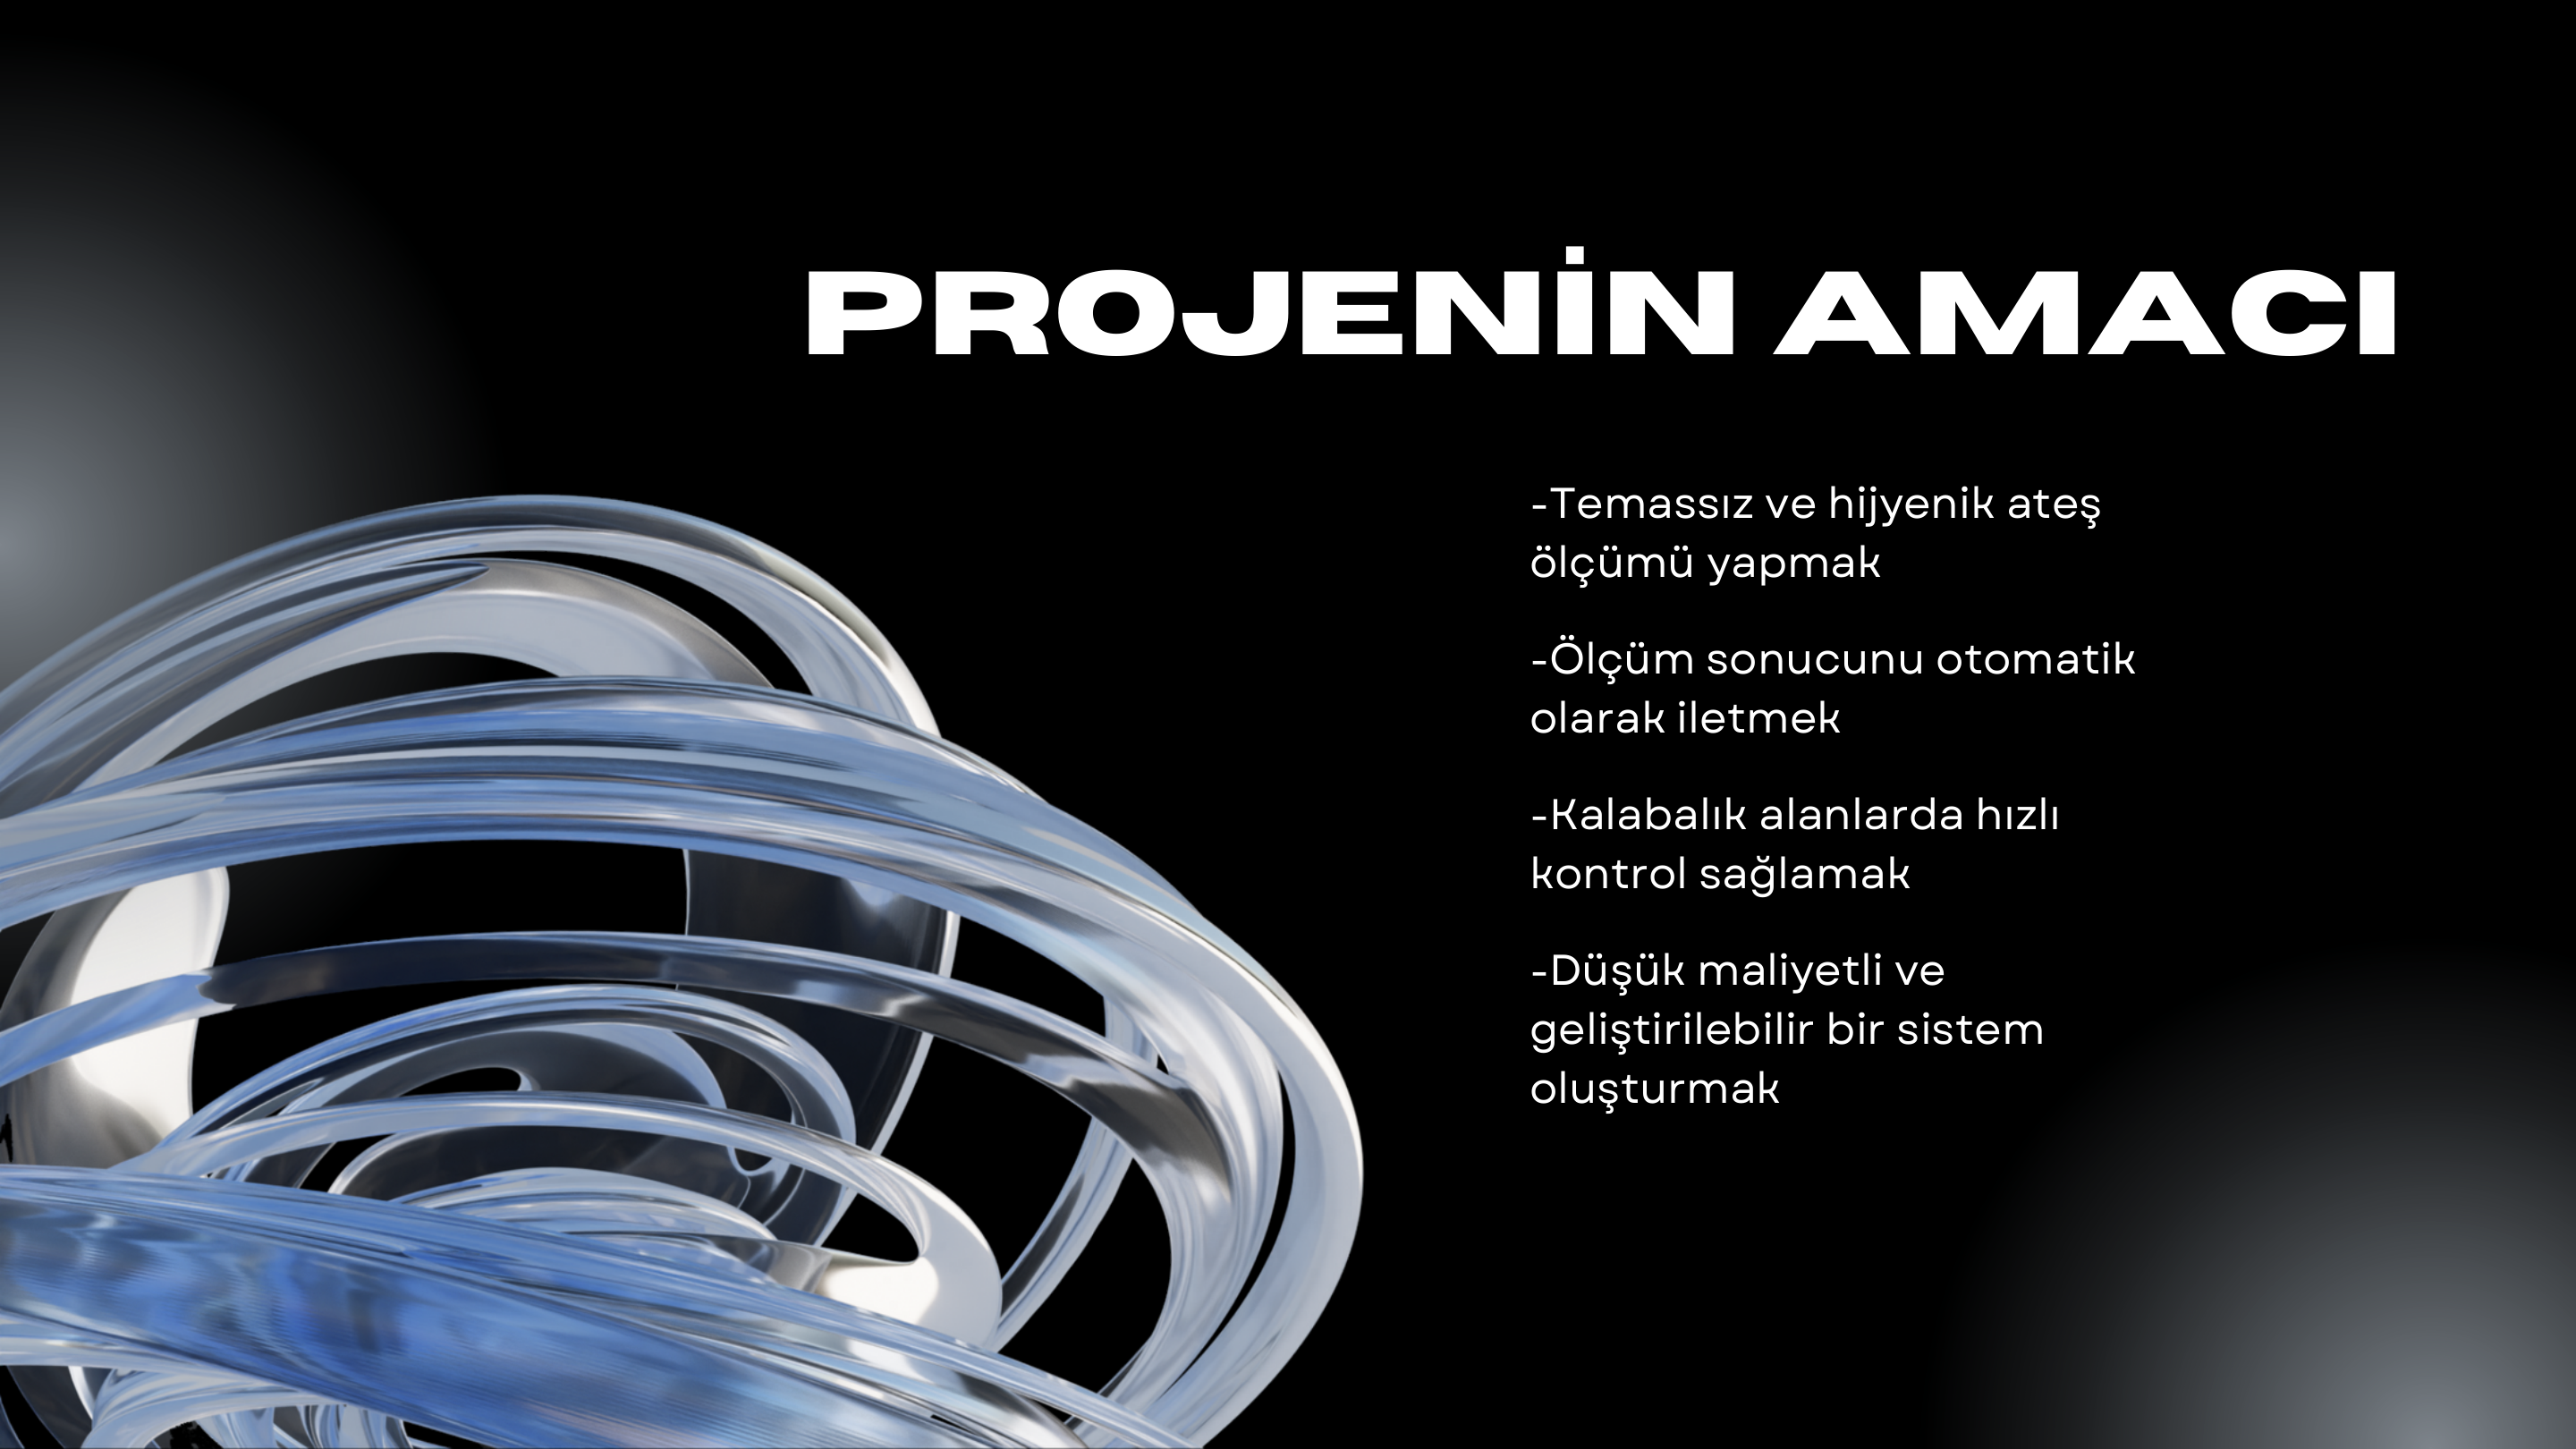 PROJENİN AMACI
-Temassız ve hijyenik ateş
ölçümü yapmak
-Ölçüm sonucunu otomatik
olarak iletmek
-Kalabalık alanlarda hızlı
kontrol sağlamak
-Düşük maliyetli ve
geliştirilebilir bir sistem
oluşturmak